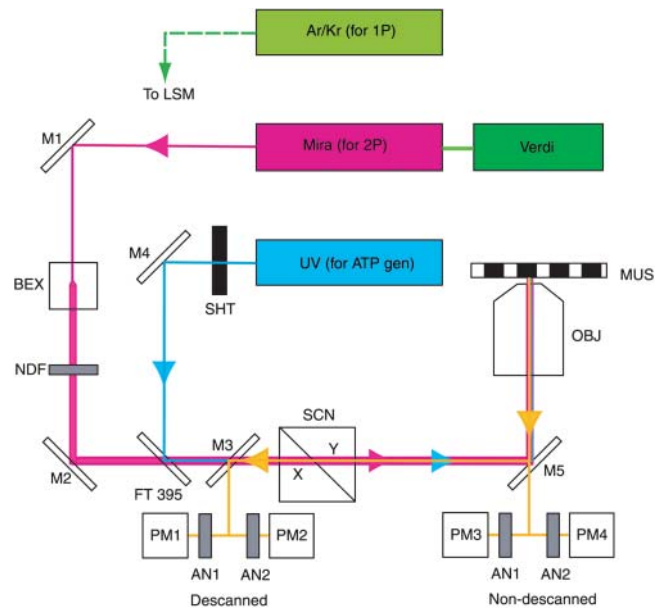 Ar/Kr (for 1P)
To LSM
M1
Mira (for 2P)
Verdi
M4
UV (for ATP gen)
MUS
BEX
SHT
OBJ
NDF
SCN
M3
Y
X
M2
FT 395
M5
PM1
PM2
PM3
PM4
AN1
AN2
AN1
AN2
Descanned
Non-descanned